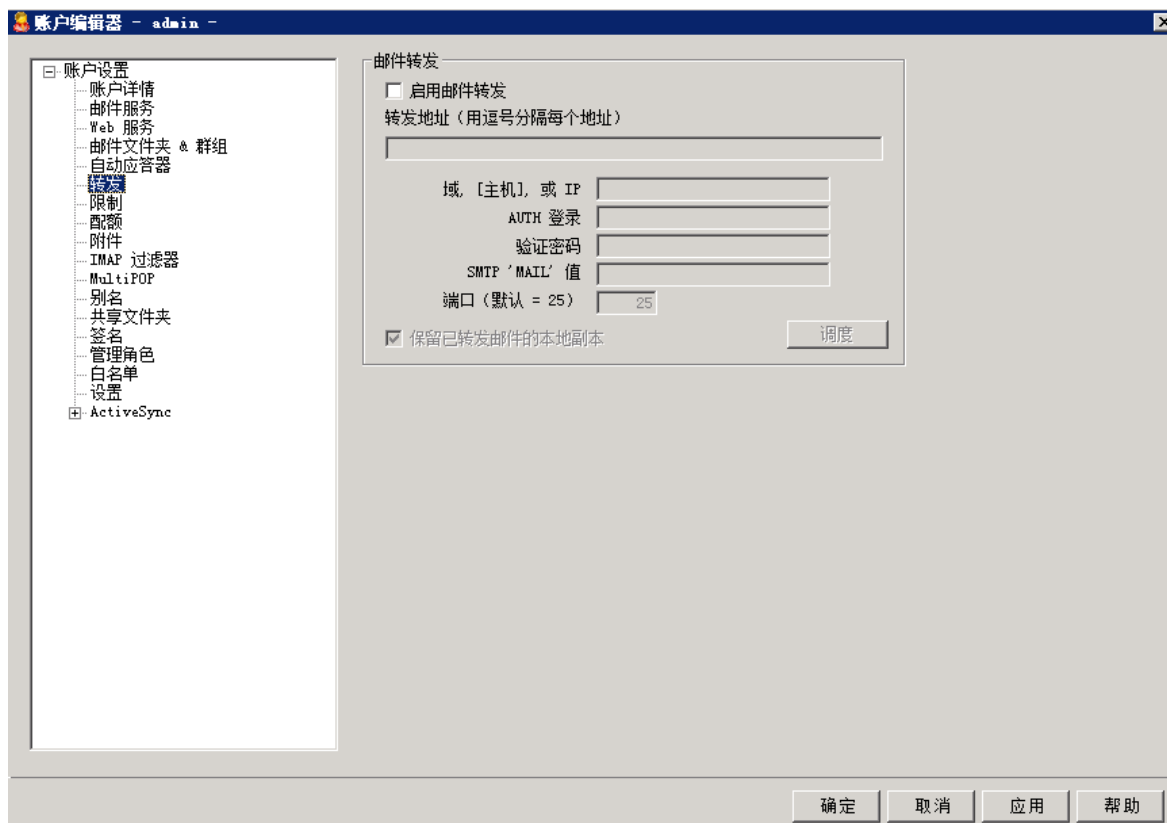 账户编辑器 - admin -
账户设置
账户详情
邮件服务
Web 服务
邮件文件夹 & 群组
自动应答器
转发
限制
配额
附件
IMAP 过滤器
MultiPOP
别名
共享文件夹
签名
管理角色
白名单
设置
ActiveSync
邮件转发
启用邮件转发
转发地址（用逗号分隔每个地址）
域, [主机], 或 IP
AUTH 登录
验证密码
SMTP 'MAIL' 值
端口（默认 = 25）
25
保留已转发邮件的本地副本
调度
确定
取消
应用
帮助